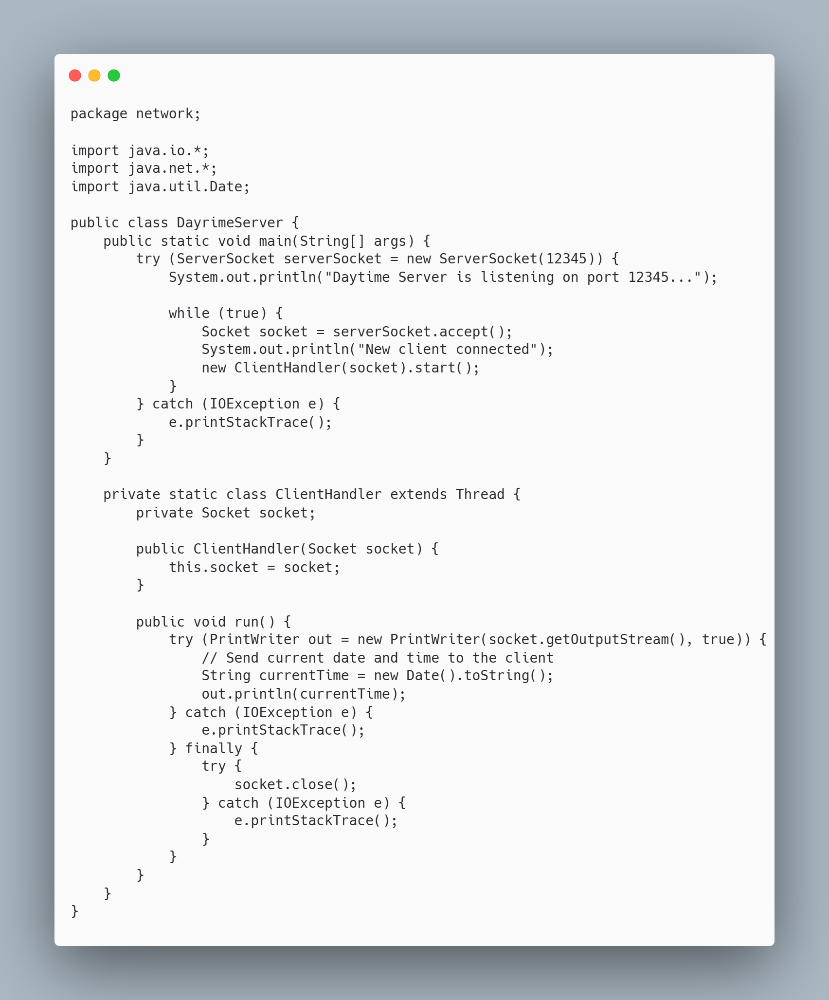 package network;

import java.io.*;
import java.net.*;
import java.util.Date;

public class DayrimeServer {
    public static void main(String[] args) {
        try (ServerSocket serverSocket = new ServerSocket(12345)) {
            System.out.println("Daytime Server is listening on port 12345...");

            while (true) {
                Socket socket = serverSocket.accept();
                System.out.println("New client connected");
                new ClientHandler(socket).start();
            }
        } catch (IOException e) {
            e.printStackTrace();
        }
    }

    private static class ClientHandler extends Thread {
        private Socket socket;

        public ClientHandler(Socket socket) {
            this.socket = socket;
        }

        public void run() {
            try (PrintWriter out = new PrintWriter(socket.getOutputStream(), true)) {
                // Send current date and time to the client
                String currentTime = new Date().toString();
                out.println(currentTime);
            } catch (IOException e) {
                e.printStackTrace();
            } finally {
                try {
                    socket.close();
                } catch (IOException e) {
                    e.printStackTrace();
                }
            }
        }
    }
}